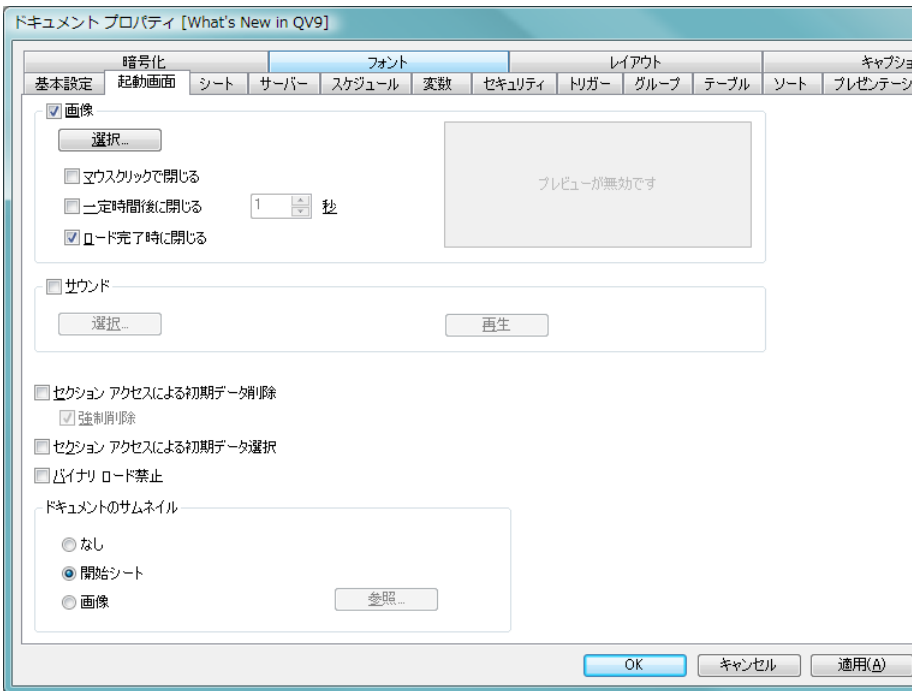 ドキュメント プロパティ [What's New in QV9]
暗号化 フォント レイアウト キャプショ
基本設定 起動画面 シート サーバー スケジュール 変数 セキュリティ トリガー グループ テーブル ソート プレゼンテーシ
画像
選択...
マウスクリックで閉じる
プレビューが無効です
一定時間後に閉じる 1 秒
ロード完了時に閉じる
サウンド
選択... 再生
セクション アクセスによる初期データ削除
強制削除
セクション アクセスによる初期データ選択
バイナリ ロード禁止
ドキュメントのサムネイル
なし
開始シート
画像 参照...
OK キャンセル 適用(A)